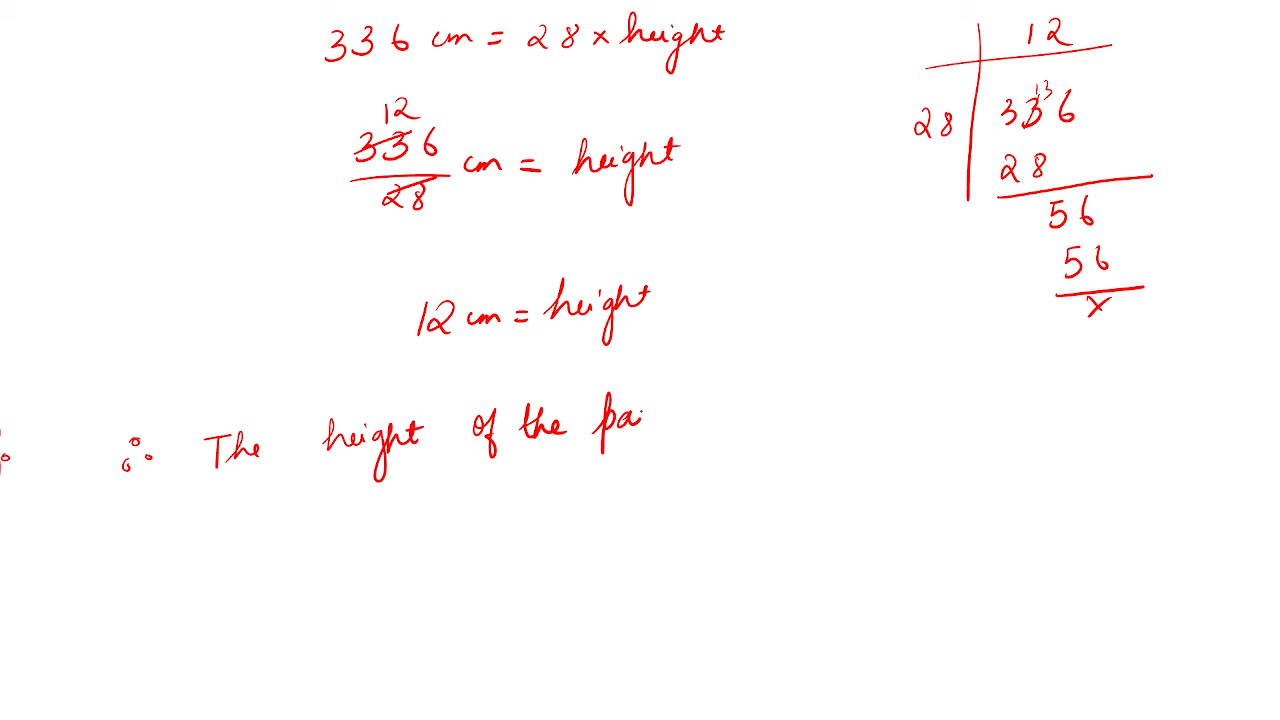 336 cm = 28 × height
12
336
28
cm = height
12 cm = height
∴ The height of the pa
12
28
13
336
28
56
56
x